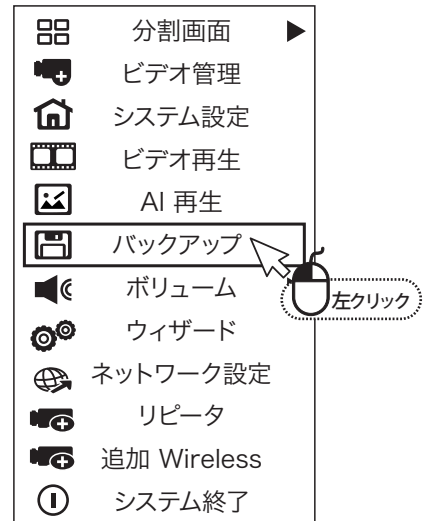 分割画面
ビデオ管理
システム設定
ビデオ再生
AI 再生
バックアップ
ボリューム
左クリック
ウィザード
ネットワーク設定
リピータ
追加 Wireless
システム終了